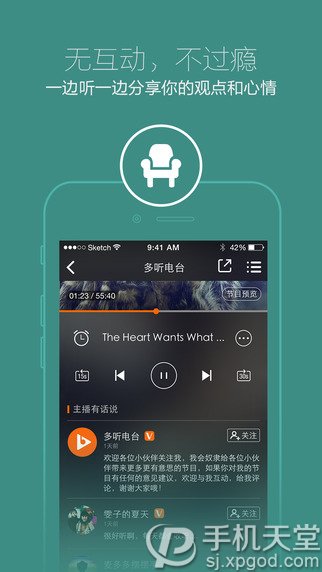 无互动，不过瘾
一边听一边分享你的观点和心情
Sketch 9:41 AM 42%
多听电台
01:23 / 55:40 节目预览
The Heart Wants What ...
15s 30s
主播有话说
多听电台 V 关注
1天前
欢迎各位小伙伴关注我，我会奴隶给各位小伙
伴带来更多更有意思的节目，如果你对我的节
目有任何的意见建议，欢迎与我互动，给我评
论，谢谢大家哦！
雯子的夏天 V 关注
1天前
手机天堂
sj.xpgod.com